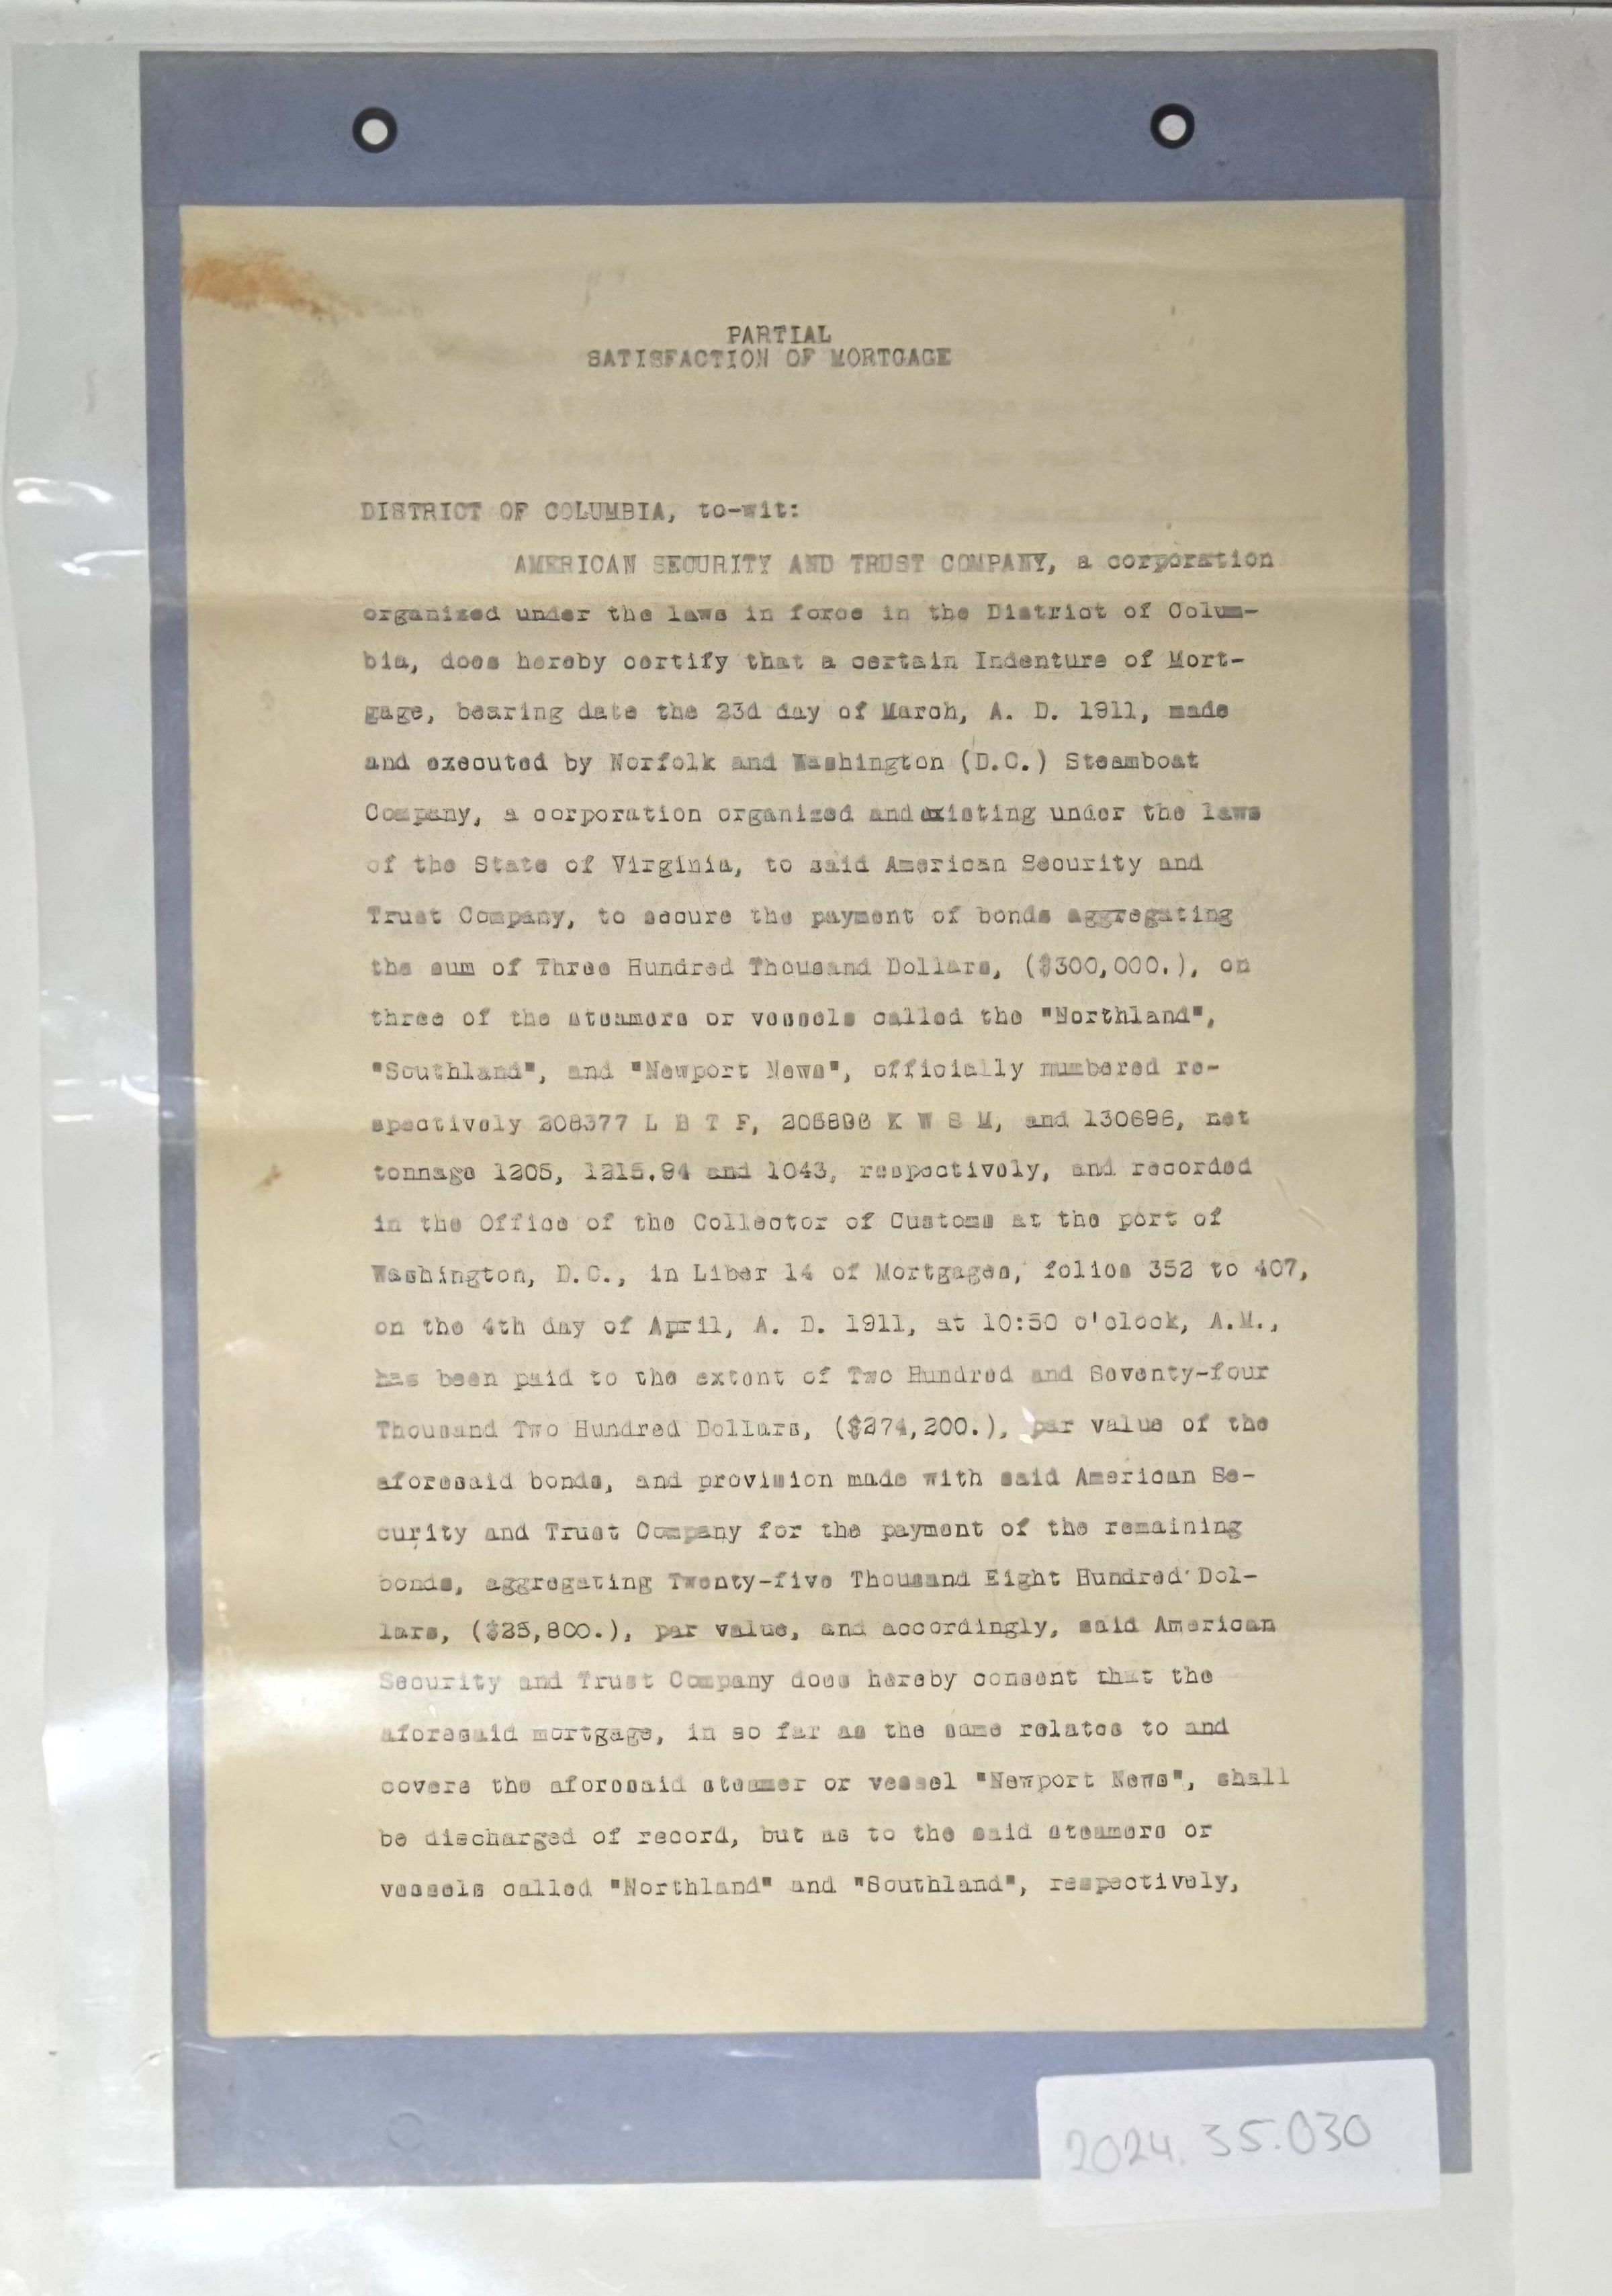 PARTIAL
SATISFACTION OF MORTGAGE
DISTRICT OF COLUMBIA, to-wit:
AMERICAN SECURITY AND TRUST COMPANY, a corporation
organized under the laws in force in the District of Colum-
bia, does hereby certify that a certain Indenture of Mort-
gage, bearing date the 23d day of March, A. D. 1911, made
and executed by Norfolk and Washington (D.C.) Steamboat
Company, a corporation organized and existing under the laws
of the State of Virginia, to said American Security and
Trust Company, to secure the payment of bonds aggregating
the sum of Three Hundred Thousand Dollars, ($300,000.), on
three of the steamers or vessels called the "Northland",
"Southland", and "Newport News", officially numbered re-
spectively 208377 L B T F, K W S M, and 130696, net
tonnage 1205, 1215.94 and 1043, respectively, and recorded
in the Office of the Collector of Customs at the port of
Washington, D.C., in Liber 14 of Mortgages, folios 352 to 407,
on the 4th day of April, A. D. 1911, at 10:50 o'clock, A.M.,
has been paid to the extent of Two Hundred and Seventy-four
Thousand Two Hundred Dollars, ($274,200.), par value of the
aforesaid bonds, and provision made with said American Se-
curity and Trust Company for the payment of the remaining
bonds, aggregating Twenty-five Thousand Eight Hundred Dol-
lars, ($25,800.), par value, and accordingly, said American
Security and Trust Company does hereby consent that the
aforesaid mortgage, in so far as the same relates to and
covers the aforesaid steamer or vessel "Newport News", shall
be discharged of record, but as to the said steamers or
vessels called "Northland" and "Southland", respectively,
2024.35.030